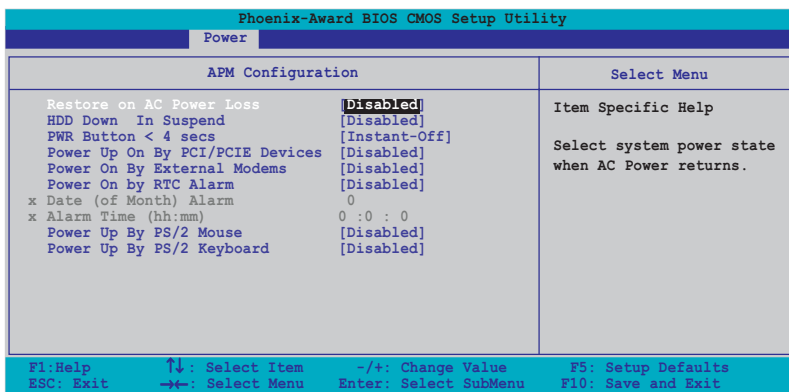 Phoenix-Award BIOS CMOS Setup Utility
Power
APM Configuration
Select Menu
Restore on AC Power Loss [Disabled]
HDD Down In Suspend [Disabled]
PWR Button < 4 secs [Instant-Off]
Power Up On By PCI/PCIE Devices [Disabled]
Power On By External Modems [Disabled]
Power On by RTC Alarm [Disabled]
x Date (of Month) Alarm 0
x Alarm Time (hh:mm) 0 :0 : 0
Power Up By PS/2 Mouse [Disabled]
Power Up By PS/2 Keyboard [Disabled]
Item Specific Help
Select system power state
when AC Power returns.
F1:Help ↑↓: Select Item -/+: Change Value F5: Setup Defaults
ESC: Exit →←: Select Menu Enter: Select SubMenu F10: Save and Exit